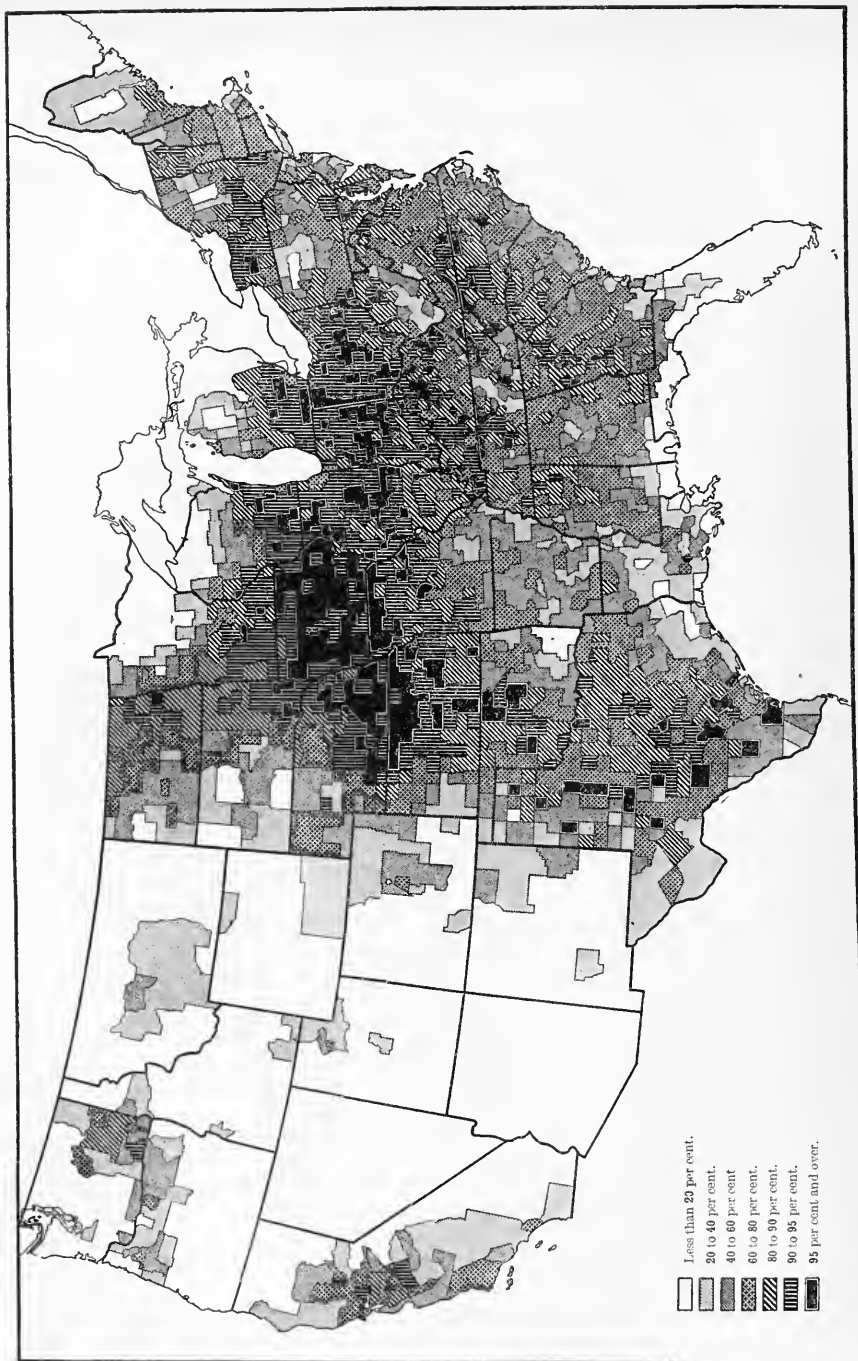 Less than 20 per cent.
20 to 40 per cent.
40 to 60 per cent
60 to 80 per cent.
80 to 90 per cent.
90 to 95 per cent.
95 per cent and over.